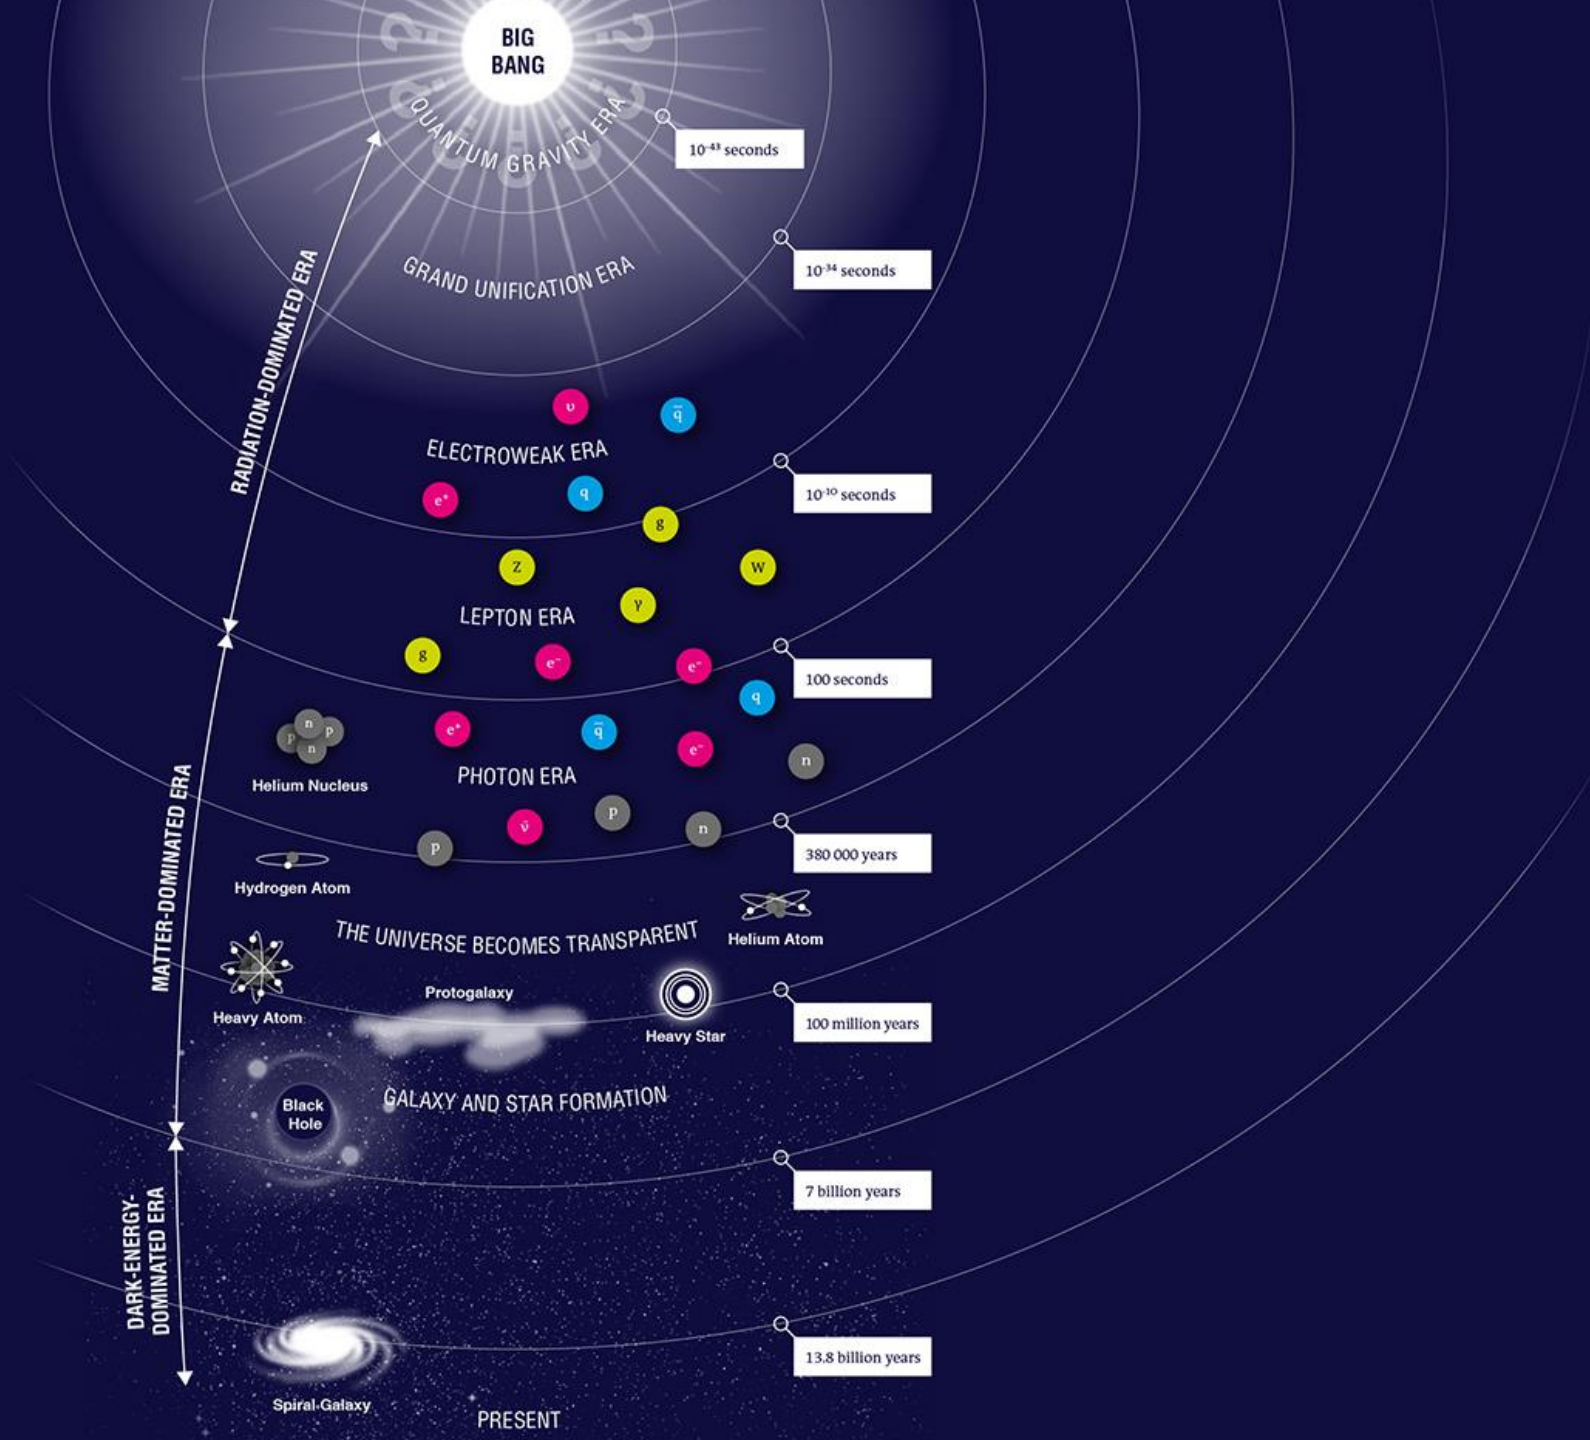 BIG
BANG
? ? ? ? ? ? ?
QUANTUM GRAVITY ERA
10⁻⁴³ seconds
GRAND UNIFICATION ERA
10⁻³⁴ seconds
RADIATION-DOMINATED ERA
υ
q̅
ELECTROWEAK ERA
10⁻¹⁰ seconds
e⁺
q
g
Z
W
γ
LEPTON ERA
g
e⁻
e⁻
100 seconds
q
n
p
p
n
Helium Nucleus
e⁺
q̅
e⁻
n
PHOTON ERA
p
ν̄
n
p
380 000 years
MATTER-DOMINATED ERA
Hydrogen Atom
THE UNIVERSE BECOMES TRANSPARENT
Helium Atom
Heavy Atom
Protogalaxy
Heavy Star
100 million years
Black
Hole
GALAXY AND STAR FORMATION
7 billion years
DARK-ENERGY-
DOMINATED ERA
13.8 billion years
Spiral Galaxy
PRESENT